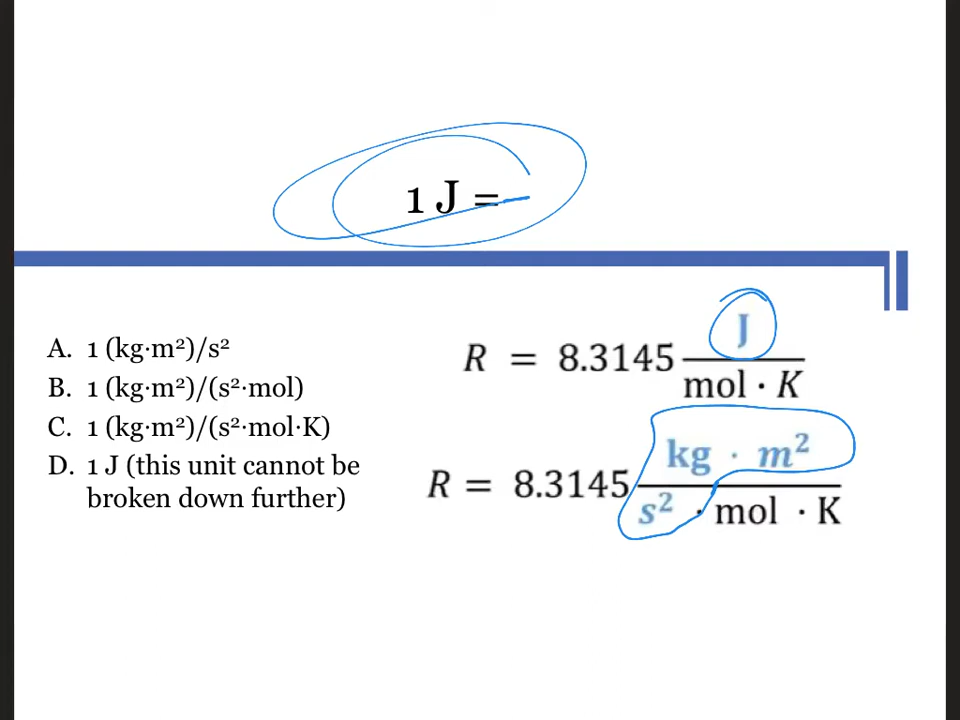 1 J =
A. 1 (kg·m²)/s²
B. 1 (kg·m²)/(s²·mol)
C. 1 (kg·m²)/(s²·mol·K)
D. 1 J (this unit cannot be
broken down further)
R = 8.3145 J / mol · K
R = 8.3145 kg · m² / s² · mol · K